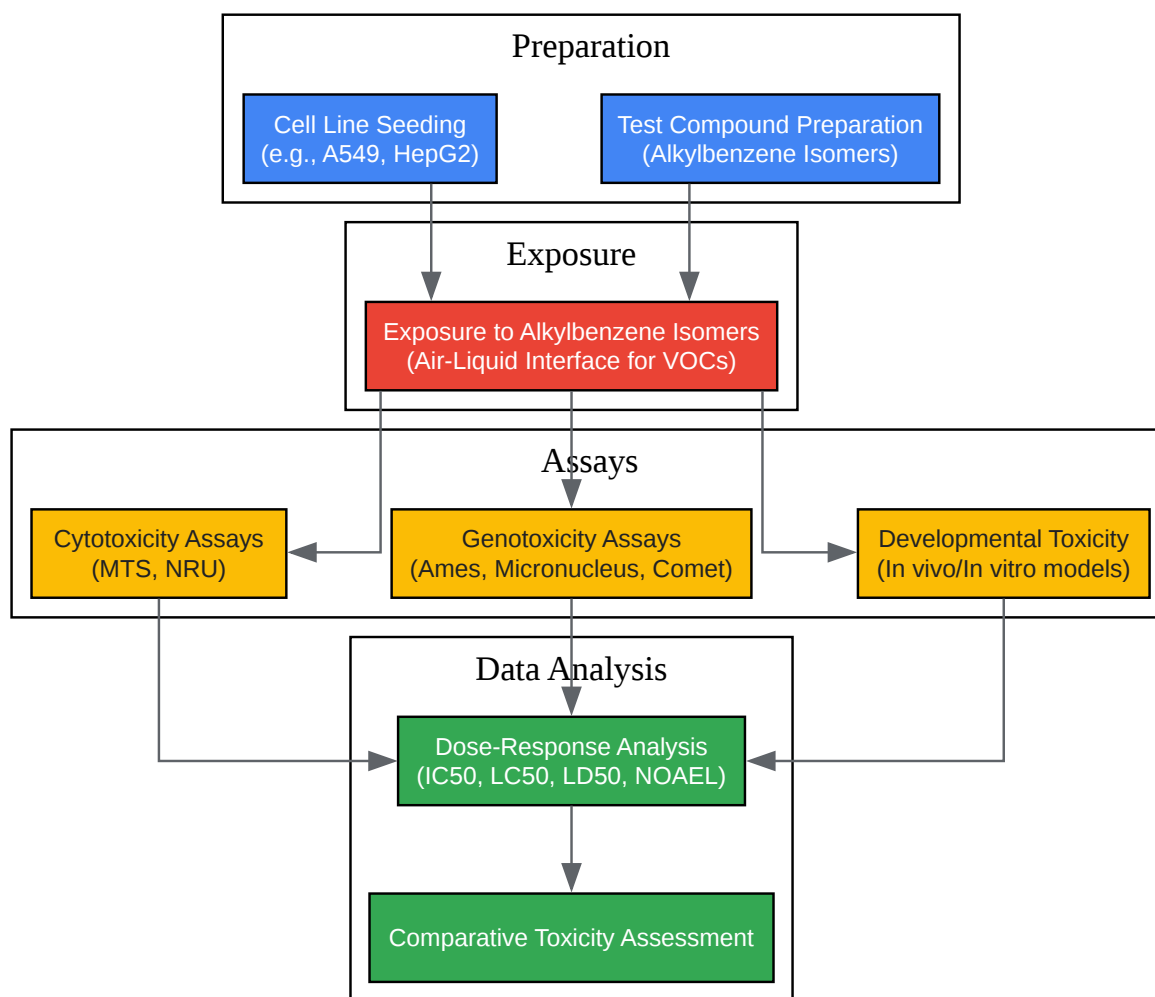 Preparation
Cell Line Seeding
(e.g., A549, HepG2)
Test Compound Preparation
(Alkylbenzene Isomers)
Exposure
Exposure to Alkylbenzene Isomers
(Air-Liquid Interface for VOCs)
Assays
Cytotoxicity Assays
(MTS, NRU)
Genotoxicity Assays
(Ames, Micronucleus, Comet)
Developmental Toxicity
(In vivo/In vitro models)
Data Analysis
Dose-Response Analysis
(IC50, LC50, LD50, NOAEL)
Comparative Toxicity Assessment